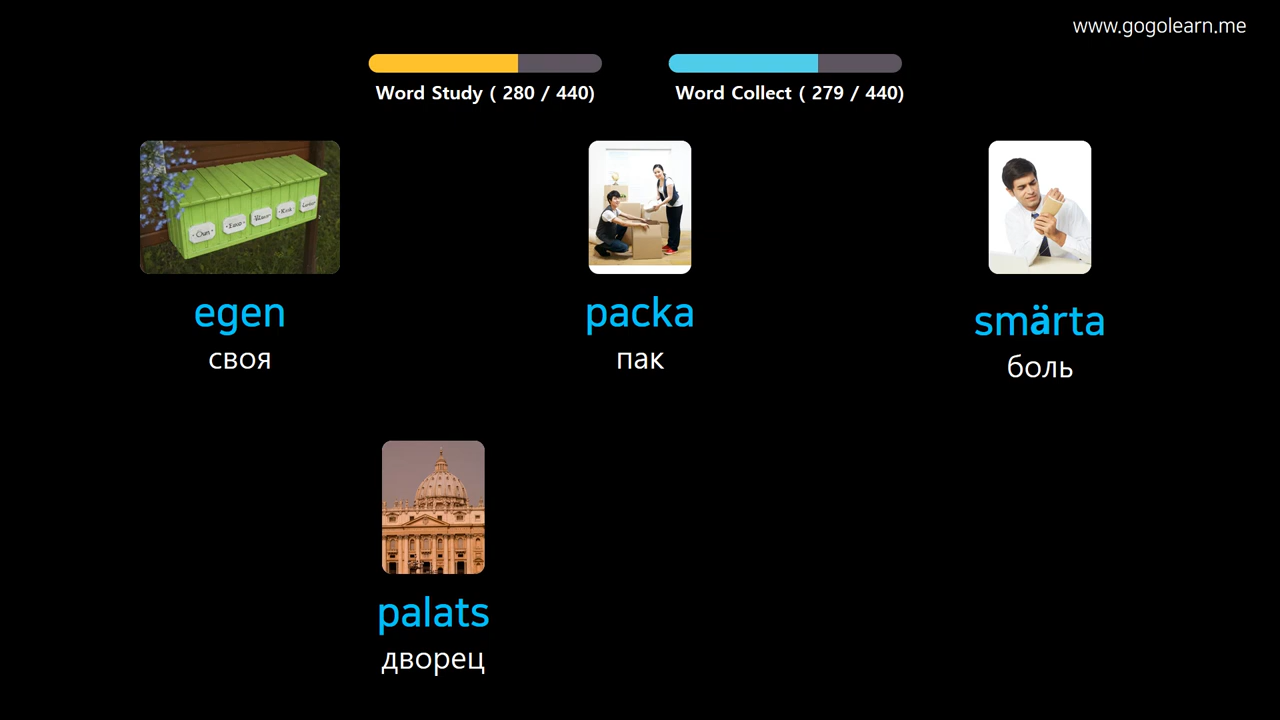 www.gogolearn.me
Word Study ( 280 / 440)
Word Collect ( 279 / 440)
egen
своя
packa
пак
smärta
боль
palats
дворец